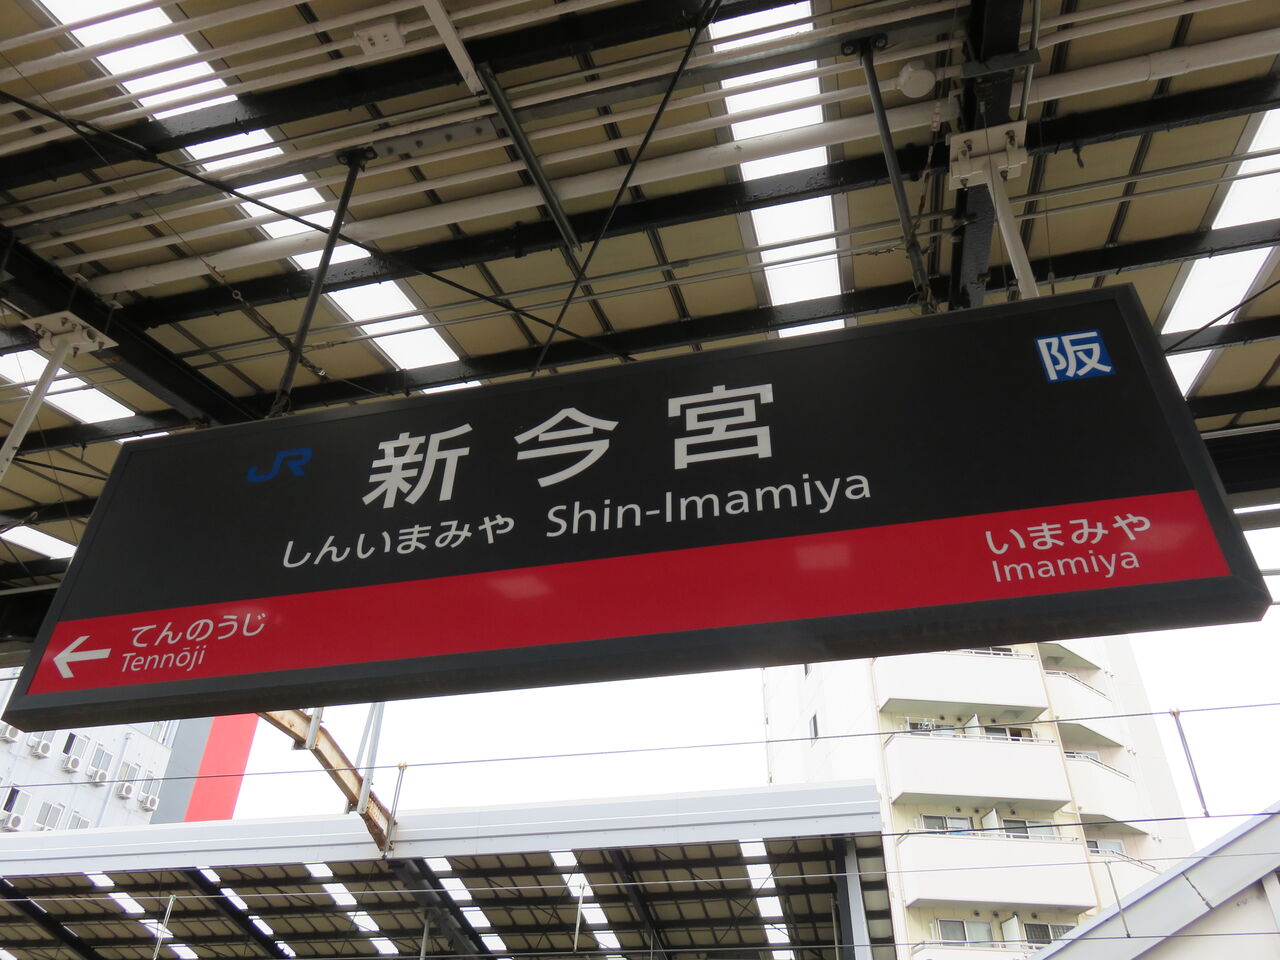 JR
阪
新今宮
しんいまみや Shin-Imamiya
← てんのうじ
Tennōji
いまみや
Imamiya